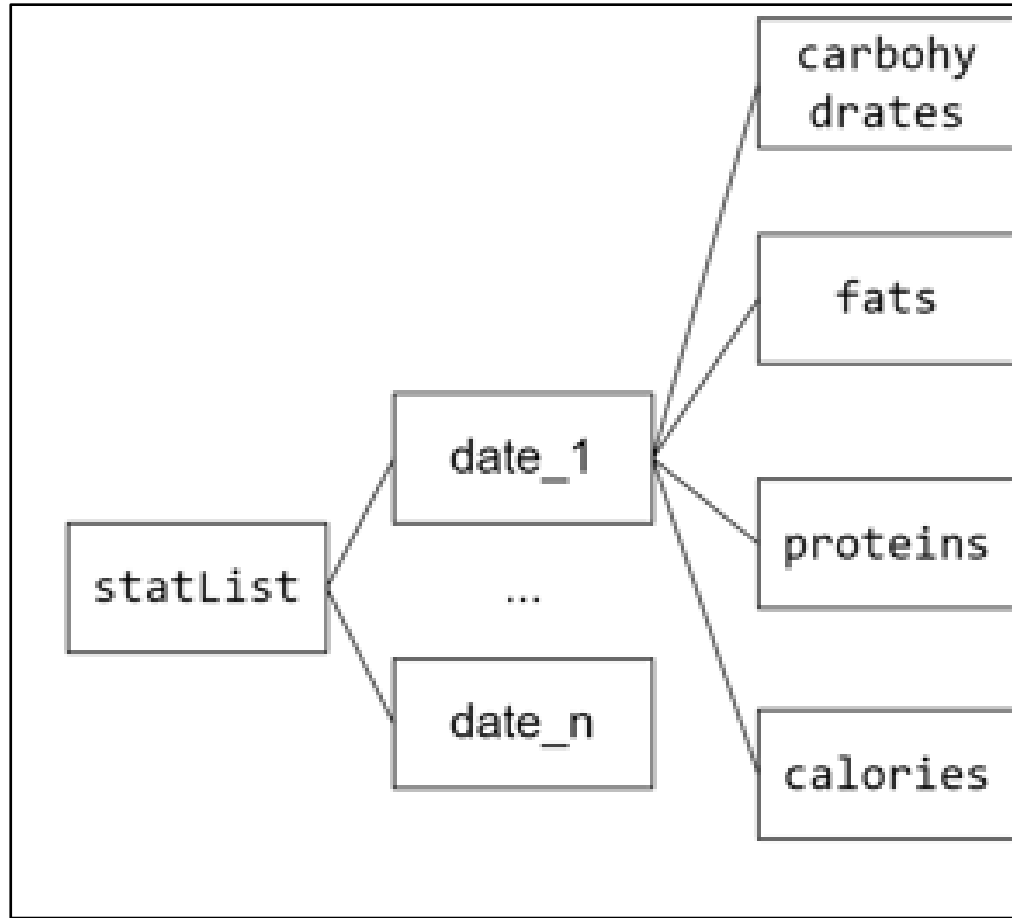 carbohy
drates
fats
date_1
proteins
statList
...
date_n
calories